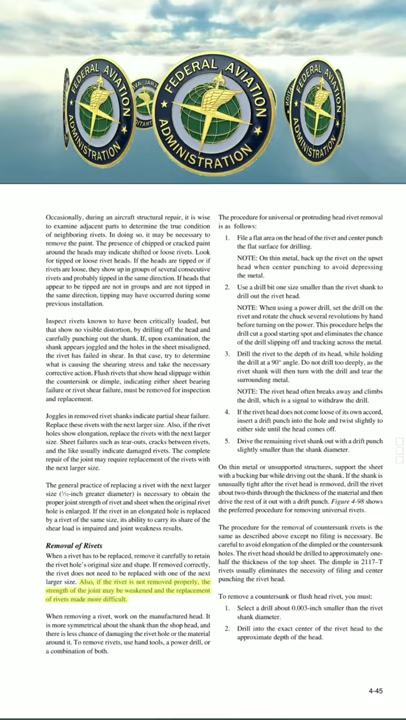 FEDERAL AVIATION
ADMINISTRATION
FEDERAL AVIATION
ADMINISTRATION
FEDERAL AVIATION
ADMINISTRATION
Occasionally, during an aircraft structural repair, it is wise
to examine adjacent parts to determine the true condition
of neighboring rivets. In doing so, it may be necessary to
remove the paint. The presence of chipped or cracked paint
around the heads may indicate shifted or loose rivets. Look
for tipped or loose rivet heads. If the heads are tipped or if
rivets are loose, they show up in groups of several consecutive
rivets and probably tipped in the same direction. If heads that
appear to be tipped are not in groups and are not tipped in
the same direction, tipping may have occurred during some
previous installation.
Inspect rivets known to have been critically loaded, but
that show no visible distortion, by drilling off the head and
carefully punching out the shank. If, upon examination, the
shank appears joggled and the holes in the sheet misaligned,
the rivet has failed in shear. In that case, try to determine
what is causing the shearing stress and take the necessary
corrective action. Flush rivets that show head slippage within
the countersink or dimple, indicating either sheet bearing
failure or rivet shear failure, must be removed for inspection
and replacement.
Joggles in removed rivet shanks indicate partial shear failure.
Replace these rivets with the next larger size. Also, if the rivet
holes show elongation, replace the rivets with the next larger
size. Sheet failures such as tear-outs, cracks between rivets,
and the like usually indicate damaged rivets. The complete
repair of the joint may require replacement of the rivets with
the next larger size.
The general practice of replacing a rivet with the next larger
size (1⁄32-inch greater diameter) is necessary to obtain the
proper joint strength of rivet and sheet when the original rivet
hole is enlarged. If the rivet in an elongated hole is replaced
by a rivet of the same size, its ability to carry its share of the
shear load is impaired and joint weakness results.
Removal of Rivets
When a rivet has to be replaced, remove it carefully to retain
the rivet hole's original size and shape. If removed correctly,
the rivet does not need to be replaced with one of the next
larger size. Also, if the rivet is not removed properly, the
strength of the joint may be weakened and the replacement
of rivets made more difficult.
When removing a rivet, work on the manufactured head. It
is more symmetrical about the shank than the shop head, and
there is less chance of damaging the rivet hole or the material
around it. To remove rivets, use hand tools, a power drill, or
a combination of both.
The procedure for universal or protruding head rivet removal
is as follows:
1. File a flat area on the head of the rivet and center punch
the flat surface for drilling.
NOTE: On thin metal, back up the rivet on the upset
head when center punching to avoid depressing
the metal.
2. Use a drill bit one size smaller than the rivet shank to
drill out the rivet head.
NOTE: When using a power drill, set the drill on the
rivet and rotate the chuck several revolutions by hand
before turning on the power. This procedure helps the
drill cut a good starting spot and eliminates the chance
of the drill slipping off and tracking across the metal.
3. Drill the rivet to the depth of its head, while holding
the drill at a 90° angle. Do not drill too deeply, as the
rivet shank will then turn with the drill and tear the
surrounding metal.
NOTE: The rivet head often breaks away and climbs
the drill, which is a signal to withdraw the drill.
4. If the rivet head does not come loose of its own accord,
insert a drift punch into the hole and twist slightly to
either side until the head comes off.
5. Drive the remaining rivet shank out with a drift punch
slightly smaller than the shank diameter.
On thin metal or unsupported structures, support the sheet
with a bucking bar while driving out the shank. If the shank is
unusually tight after the rivet head is removed, drill the rivet
about two-thirds through the thickness of the material and then
drive the rest of it out with a drift punch. Figure 4-98 shows
the preferred procedure for removing universal rivets.
The procedure for the removal of countersunk rivets is the
same as described above except no filing is necessary. Be
careful to avoid elongation of the dimpled or the countersunk
holes. The rivet head should be drilled to approximately one-
half the thickness of the top sheet. The dimple in 2117–T
rivets usually eliminates the necessity of filing and center
punching the rivet head.
To remove a countersunk or flush head rivet, you must:
1. Select a drill about 0.003-inch smaller than the rivet
shank diameter.
2. Drill into the exact center of the rivet head to the
approximate depth of the head.
4-45